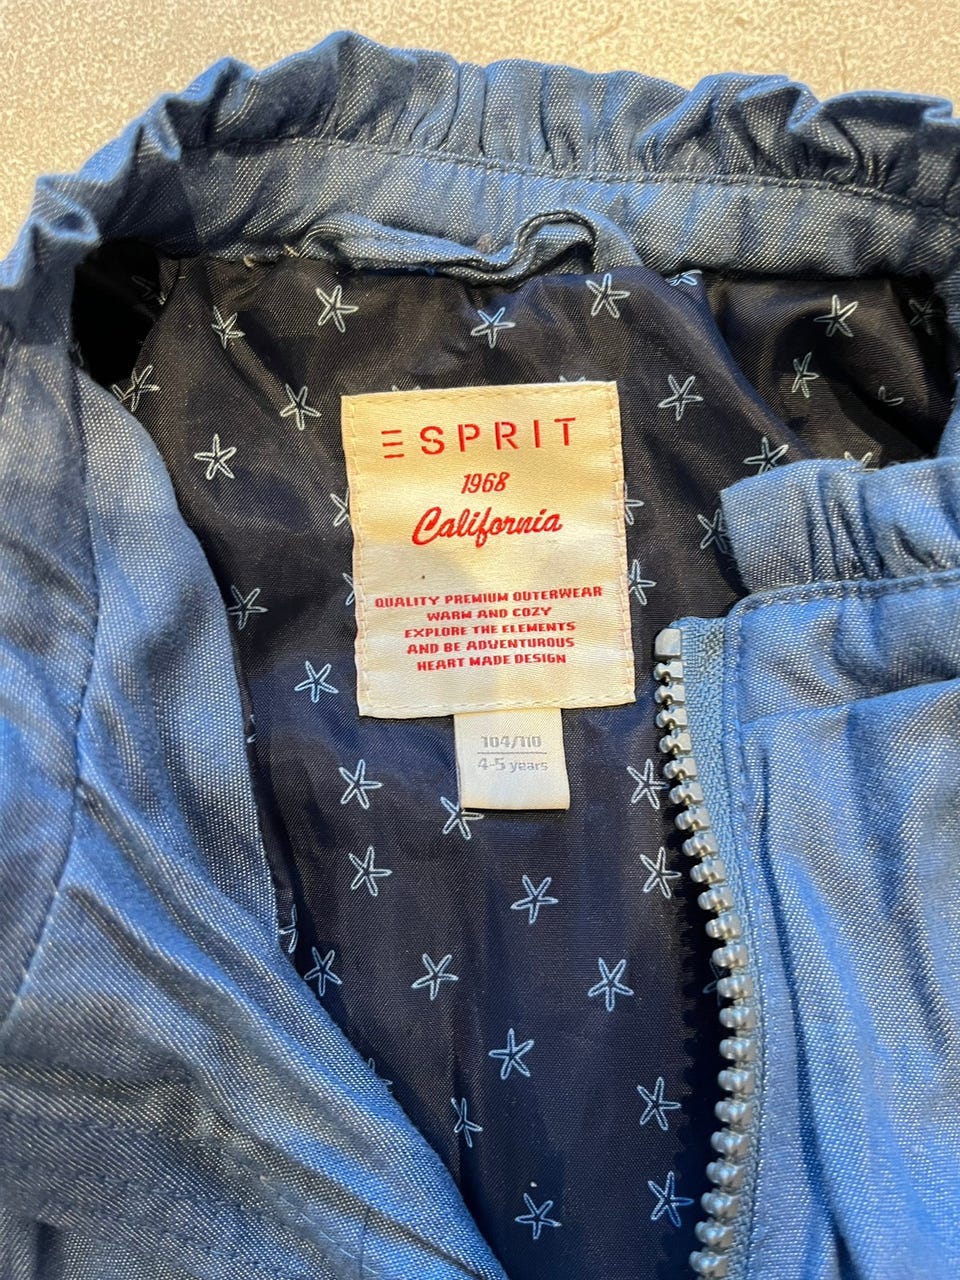 ESPRIT
1968
California
QUALITY PREMIUM OUTERWEAR
WARM AND COZY
EXPLORE THE ELEMENTS
AND BE ADVENTUROUS
HEART MADE DESIGN
104/110
4-5 years